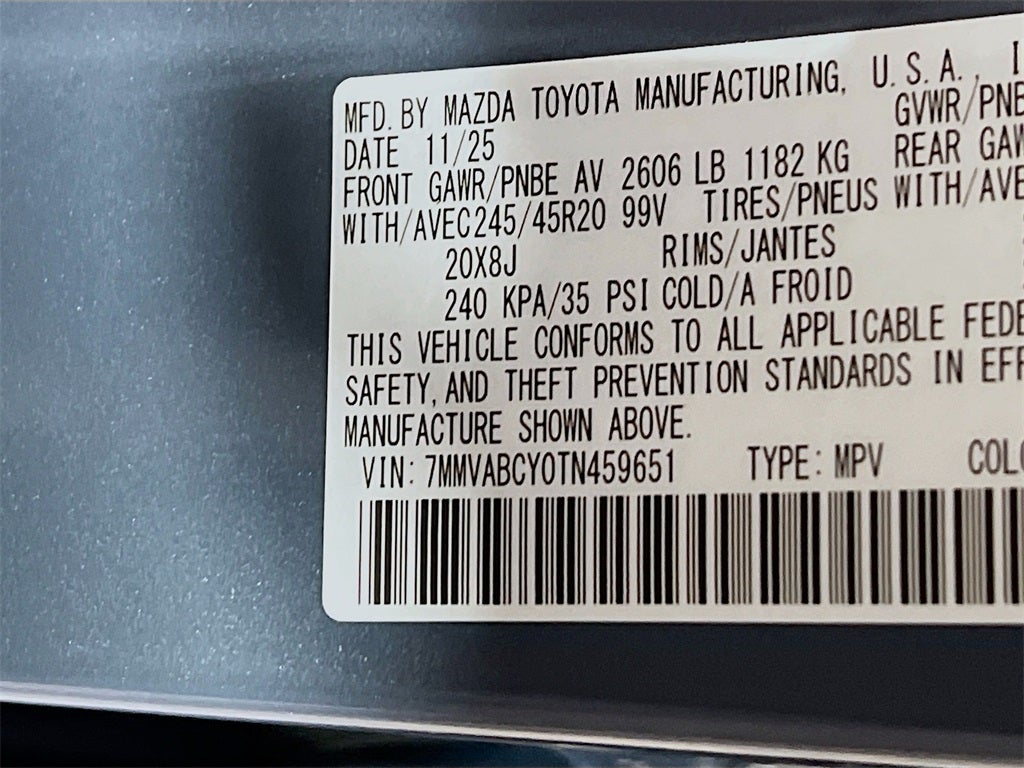 MFD. BY MAZDA TOYOTA MANUFACTURING, U.S.A., I
DATE 11/25 GVWR/PNB
FRONT GAWR/PNBE AV 2606 LB 1182 KG REAR GAW
WITH/AVEC245/45R20 99V TIRES/PNEUS WITH/AVE
20X8J RIMS/JANTES
240 KPA/35 PSI COLD/A FROID
THIS VEHICLE CONFORMS TO ALL APPLICABLE FEDE
SAFETY, AND THEFT PREVENTION STANDARDS IN EFF
MANUFACTURE SHOWN ABOVE.
VIN: 7MMVABCY0TN459651 TYPE: MPV COLO